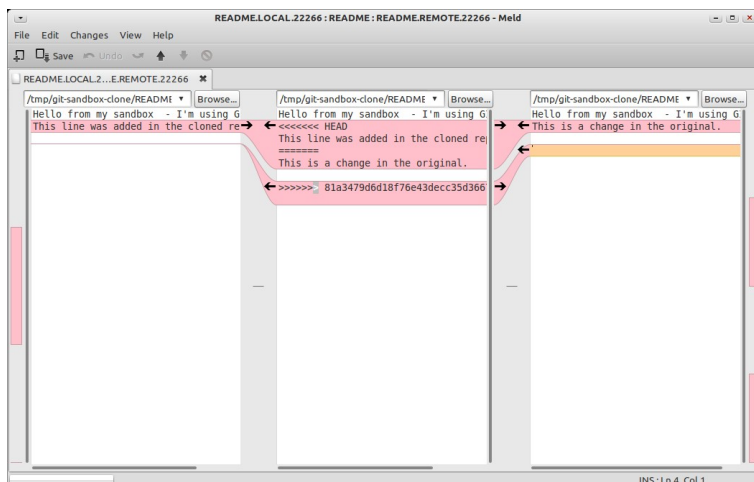 README.LOCAL.22266 : README : README.REMOTE.22266 - Meld
File Edit Changes View Help
Save Undo
README.LOCAL.2...E.REMOTE.22266
/tmp/git-sandbox-clone/README Browse...
Hello from my sandbox - I'm using G
This line was added in the cloned re
/tmp/git-sandbox-clone/README Browse...
Hello from my sandbox - I'm using G
<<<<<<< HEAD
This line was added in the cloned rep
=======
This is a change in the original.
>>>>>>> 81a3479d6d18f76e43decc35d366
/tmp/git-sandbox-clone/README Browse...
Hello from my sandbox - I'm using G
This is a change in the original.
INS : Ln 4, Col 1